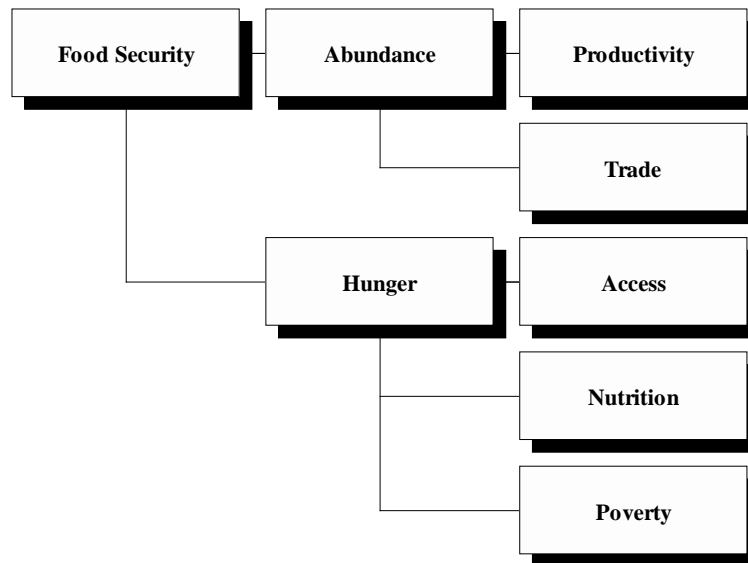 Food Security
Abundance
Productivity
Trade
Hunger
Access
Nutrition
Poverty